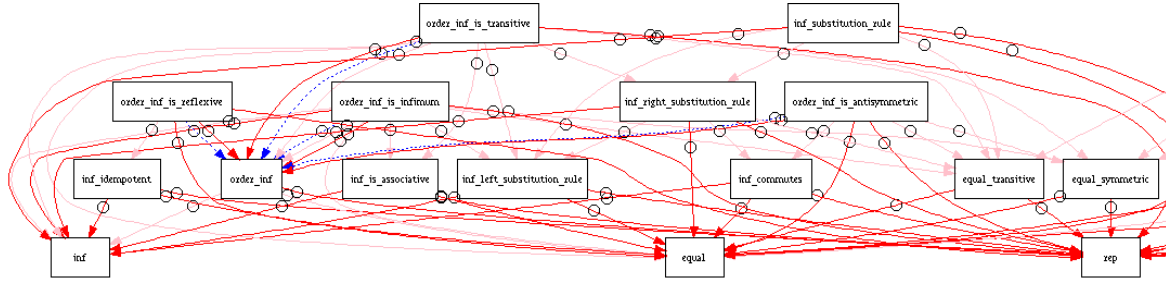 order_inf_is_transitive
inf_substitution_rule
order_inf_is_reflexive
order_inf_is_infimum
inf_right_substitution_rule
order_inf_is_antisymmetric
inf_idempotent
order_inf
inf_is_associative
inf_left_substitution_rule
inf_commutes
equal_transitive
equal_symmetric
inf
equal
rep